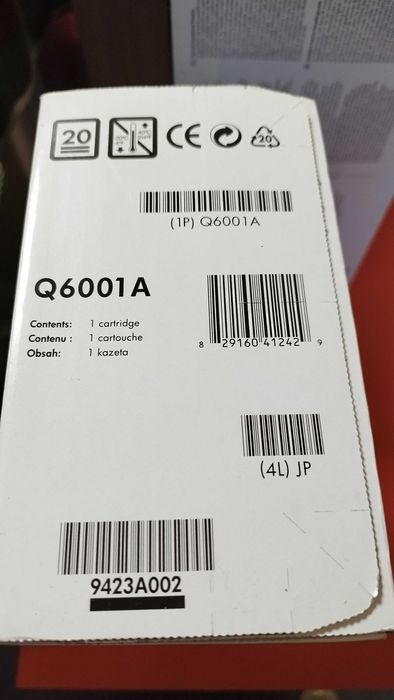 20
CE
20
(1P) Q6001A
Q6001A
Contents: 1 cartridge
Contenu : 1 cartouche
Obsah: 1 kazeta
8 29160 41242 9
(4L) JP
9423A002